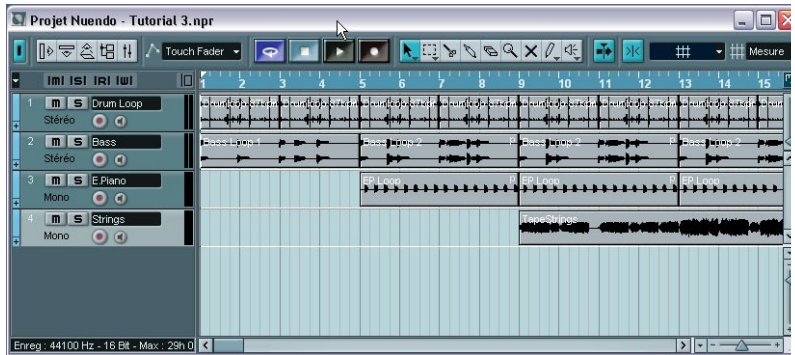 Projet Nuendo - Tutorial 3.npr
Touch Fader
Mesure
m s r w
1 2 3 4 5 6 7 8 9 10 11 12 13 14 15
1 m S Drum Loop
Stéréo
2 m S Bass
Stéréo
Bass Loop 1 Bass Loop 2 Bass Loop 2 Bass Loop 2
3 m S E.Piano
Mono
EP Loop EP Loop EP Loop
4 m S Strings
Mono
TapeStrings
Enreg : 44100 Hz - 16 Bit - Max : 29h 0